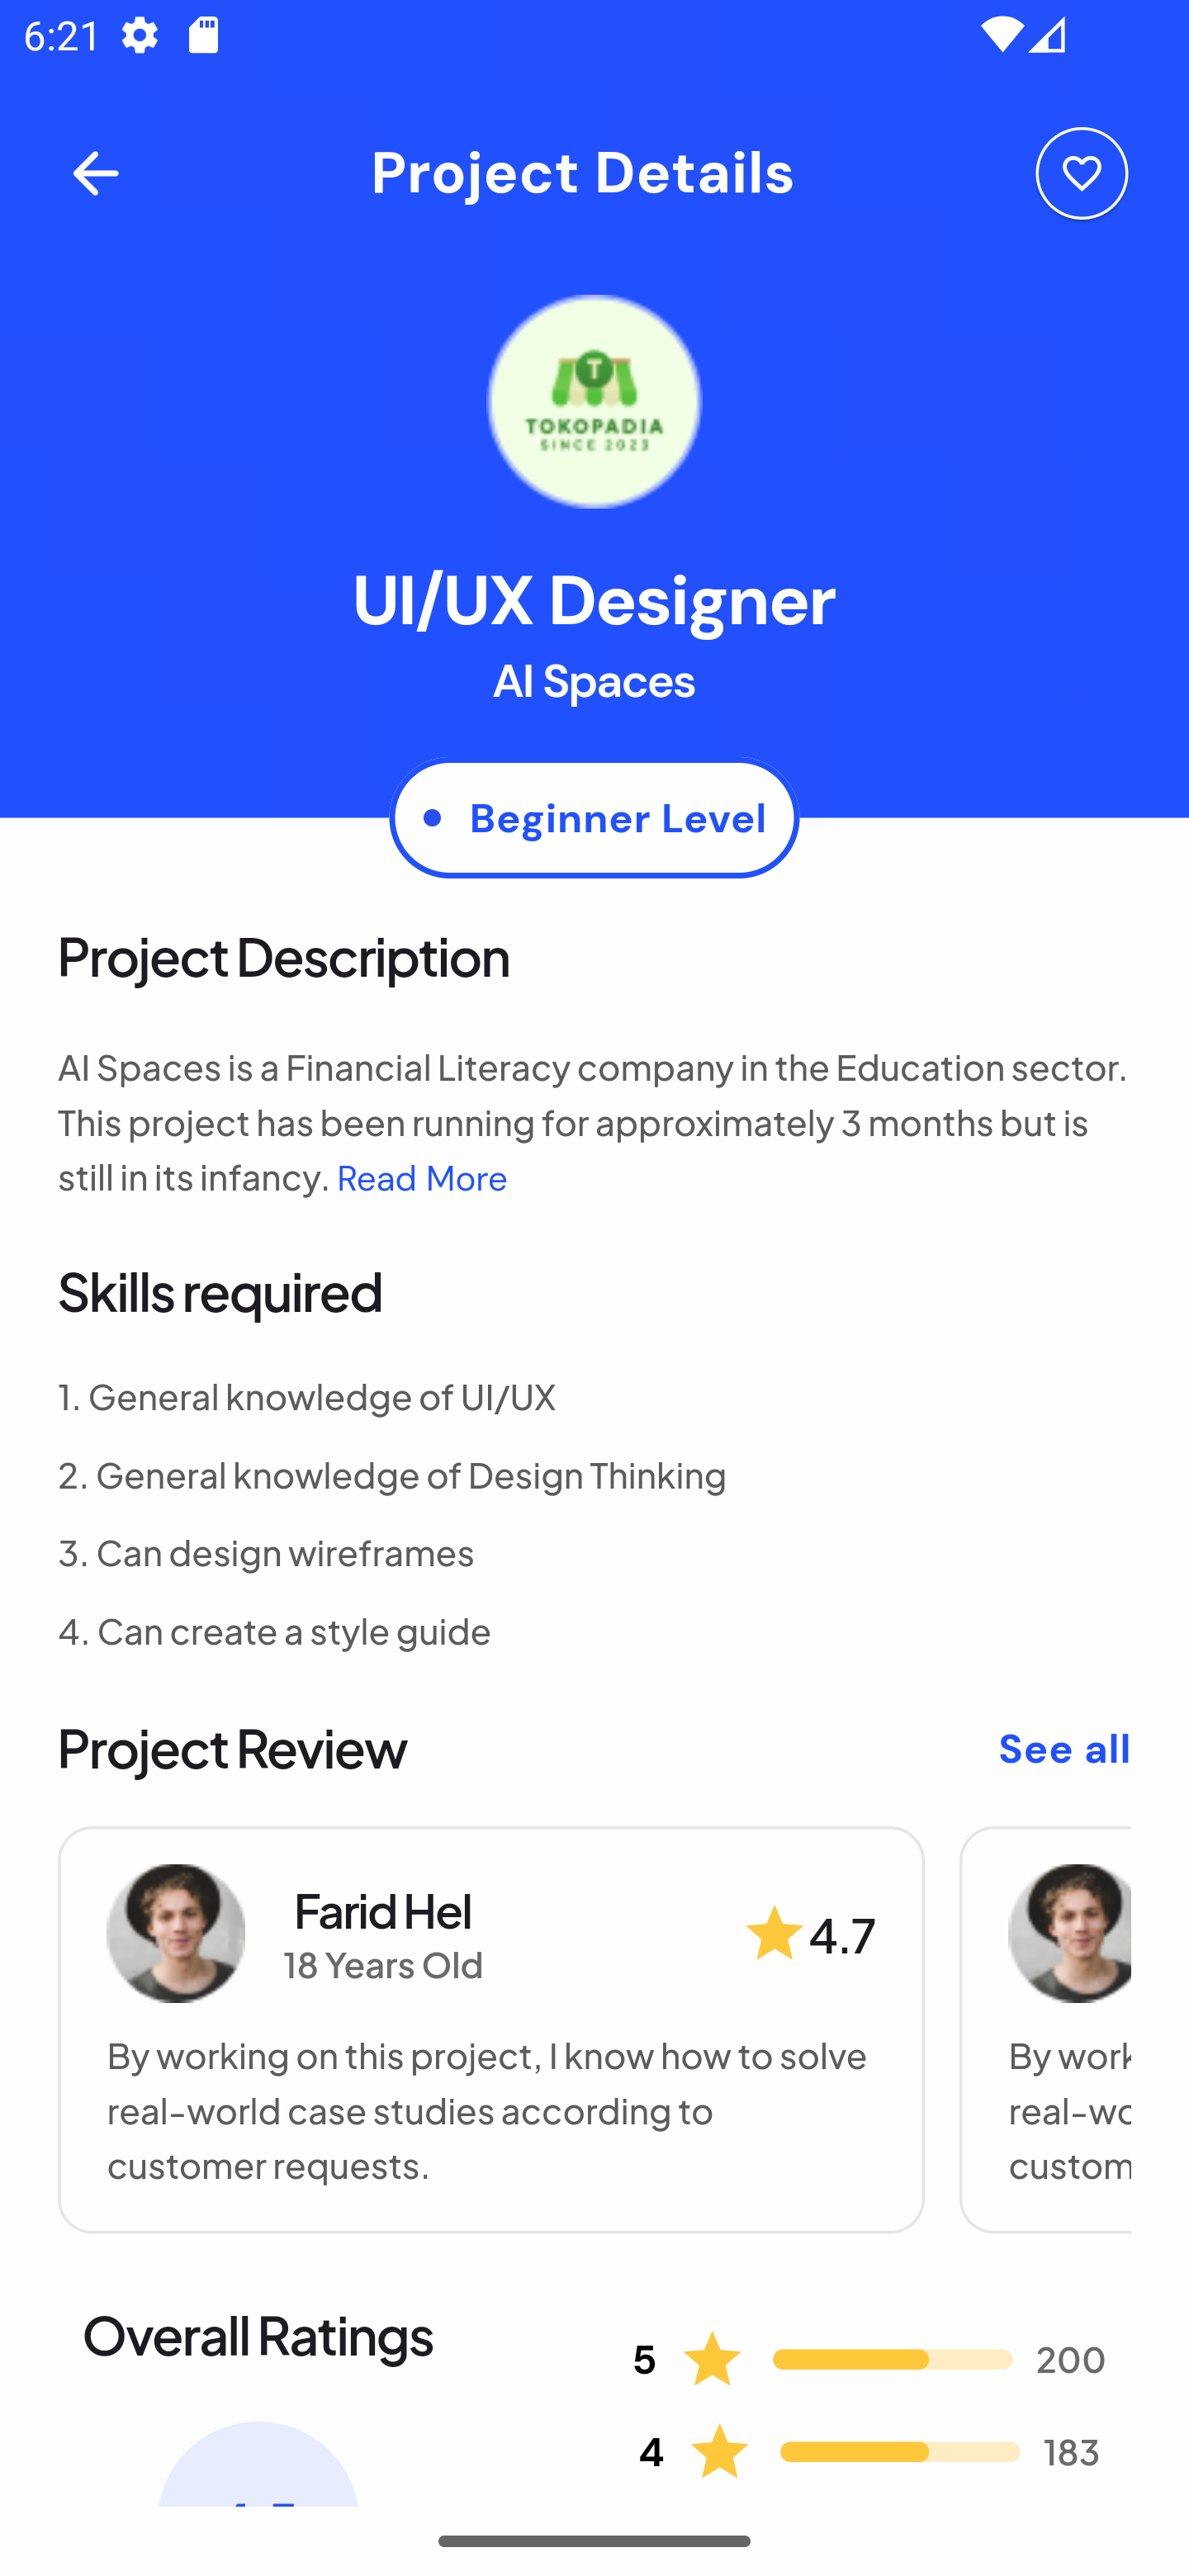 6:21
Project Details
T
TOKOPADIA
SINCE 2023
UI/UX Designer
AI Spaces
Beginner Level
Project Description
AI Spaces is a Financial Literacy company in the Education sector.
This project has been running for approximately 3 months but is
still in its infancy. Read More
Skills required
1. General knowledge of UI/UX
2. General knowledge of Design Thinking
3. Can design wireframes
4. Can create a style guide
Project Review See all
Farid Hel
18 Years Old
4.7
By working on this project, I know how to solve
real-world case studies according to
customer requests.
By work
real-wo
custom
Overall Ratings
5 200
4 183